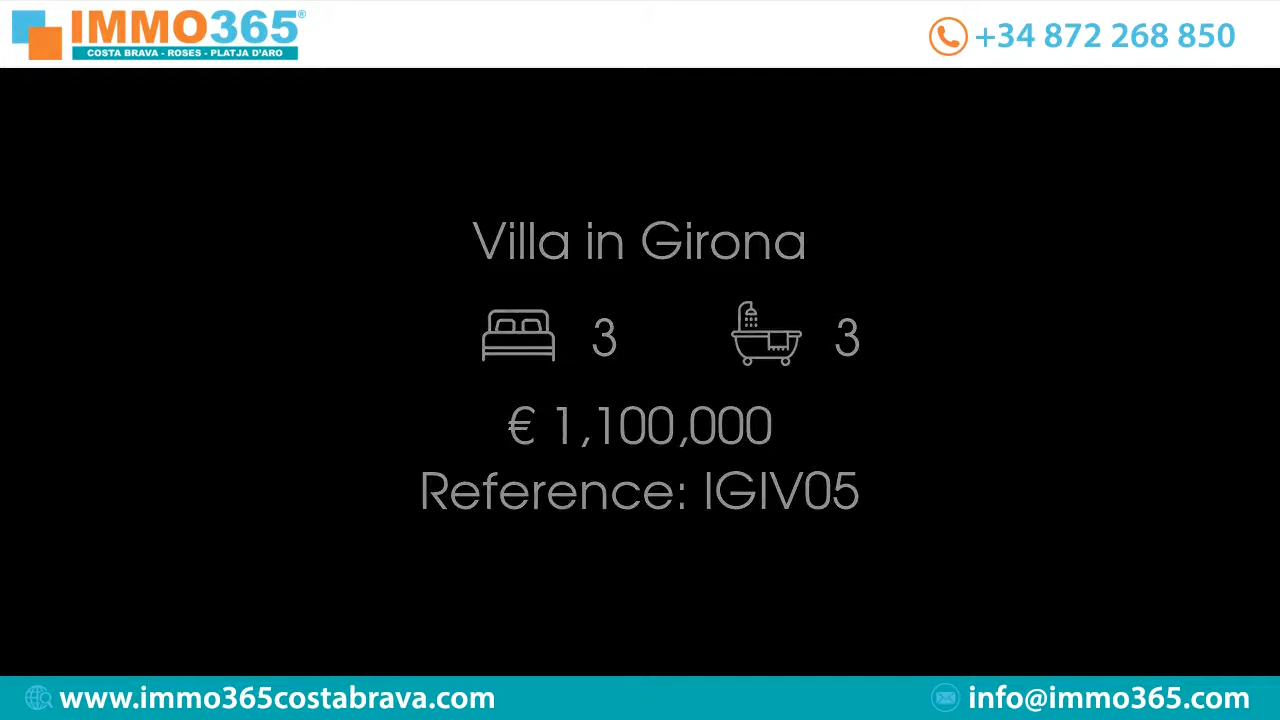 IMMO365®
COSTA BRAVA - ROSES - PLATJA D'ARO
+34 872 268 850
Villa in Girona
3 3
€ 1,100,000
Reference: IGIV05
www.immo365costabrava.com
info@immo365.com